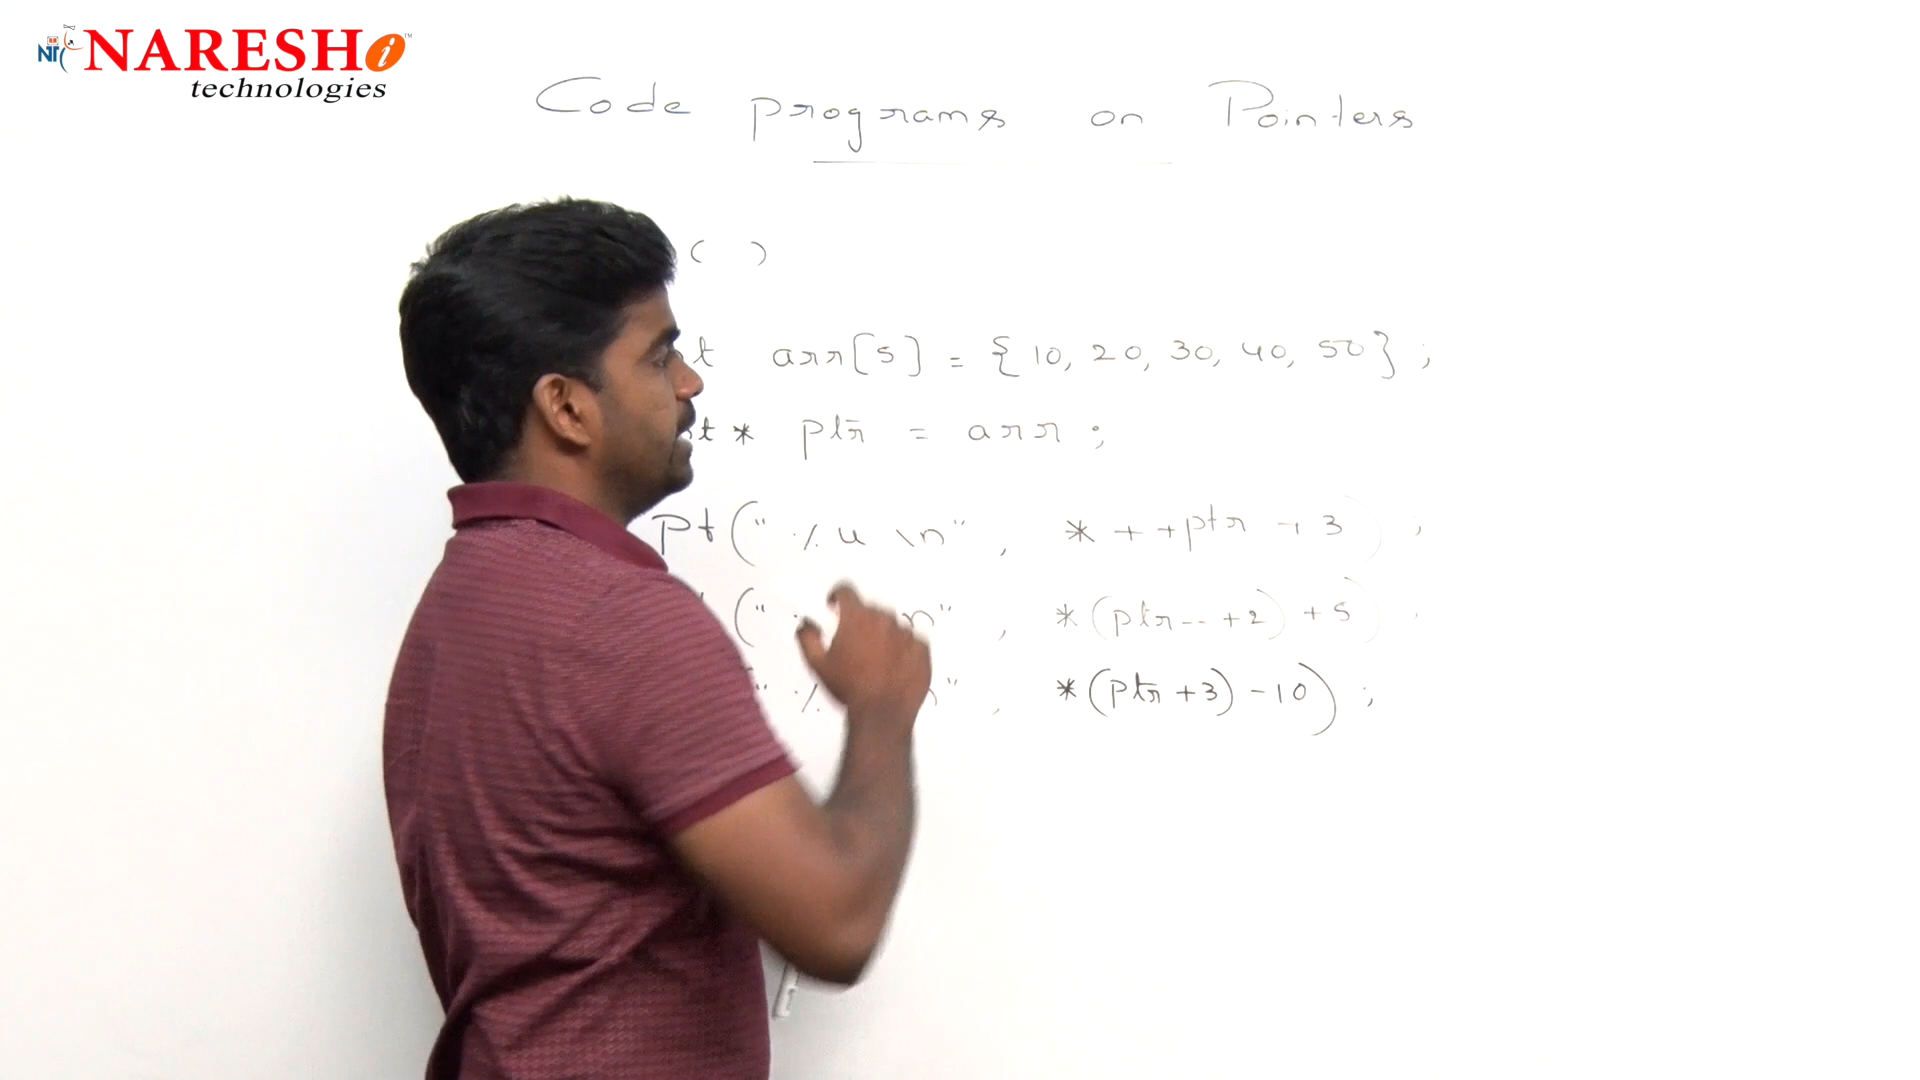 NARESHi
technologies
Code programs on Pointers
( )
arr[5] = {10, 20, 30, 40, 50} ;
* ptr = arr ;
Pf(" %u \n" , * ++ptr + 3) ;
(" n" , *(ptr-- +2) +5) ;
" % " , *(ptr +3) -10) ;